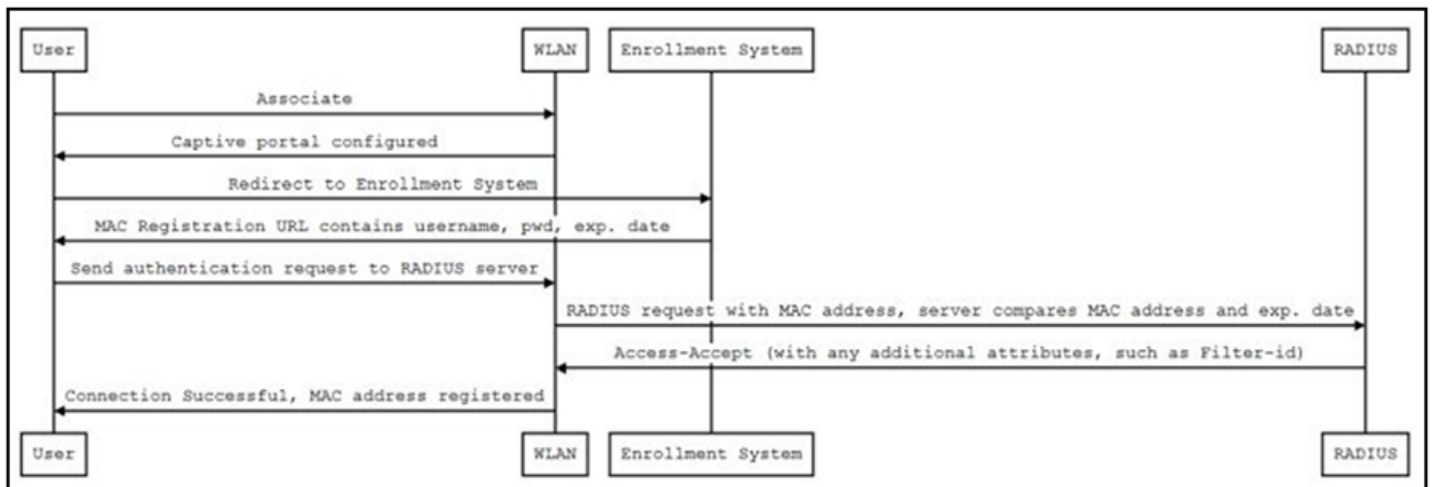 User WLAN Enrollment System RADIUS
Associate
Captive portal configured
Redirect to Enrollment System
MAC Registration URL contains username, pwd, exp. date
Send authentication request to RADIUS server
RADIUS request with MAC address, server compares MAC address and exp. date
Access-Accept (with any additional attributes, such as Filter-id)
Connection Successful, MAC address registered
User WLAN Enrollment System RADIUS